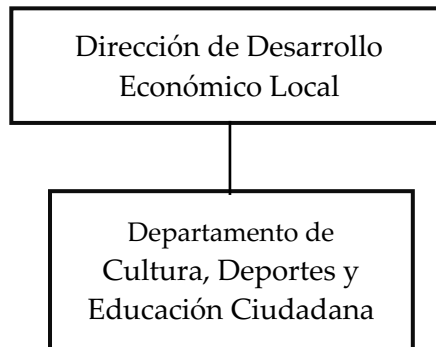 Dirección de Desarrollo
Económico Local
Departamento de
Cultura, Deportes y
Educación Ciudadana